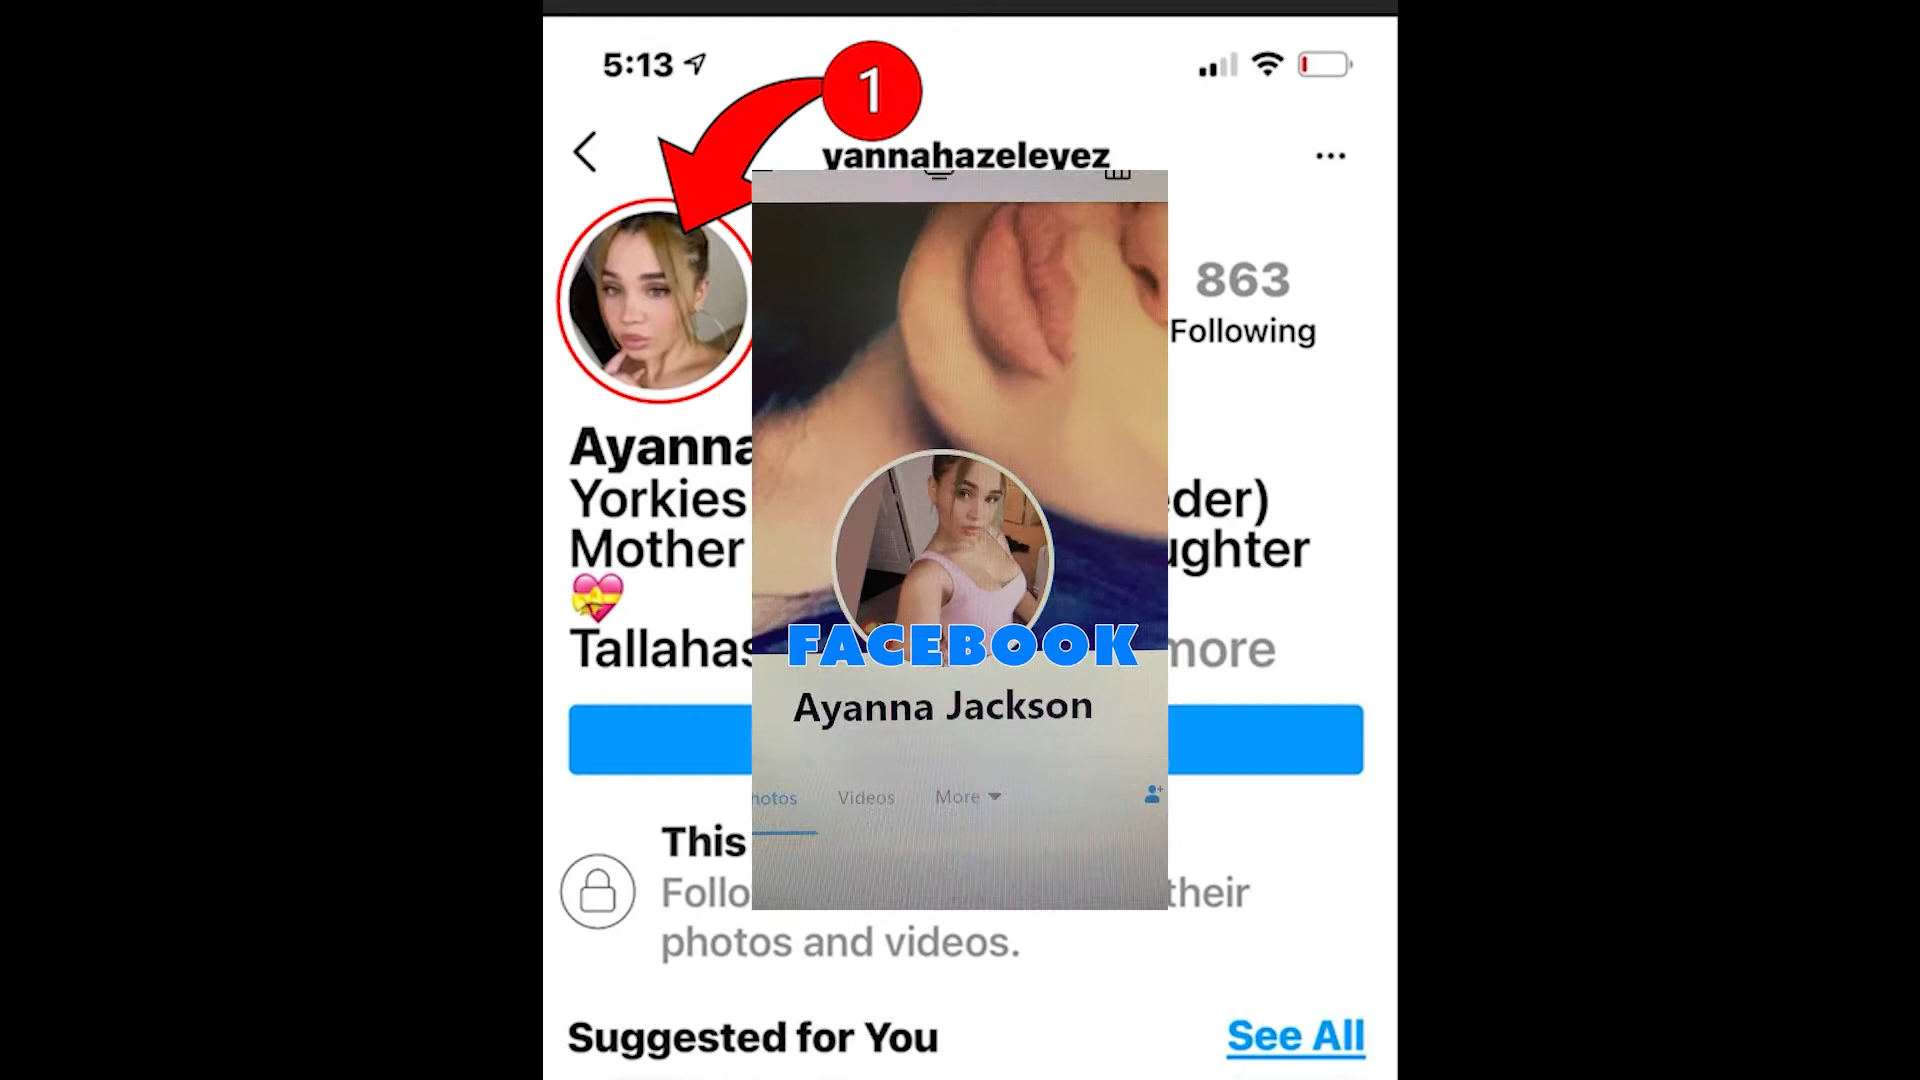 5:13
1
yannahazeleyez
863
Following
Ayanna
Yorkies eder)
Mother ughter
Tallahas more
FACEBOOK
Ayanna Jackson
hotos Videos More
This
Follo their
photos and videos.
Suggested for You See All